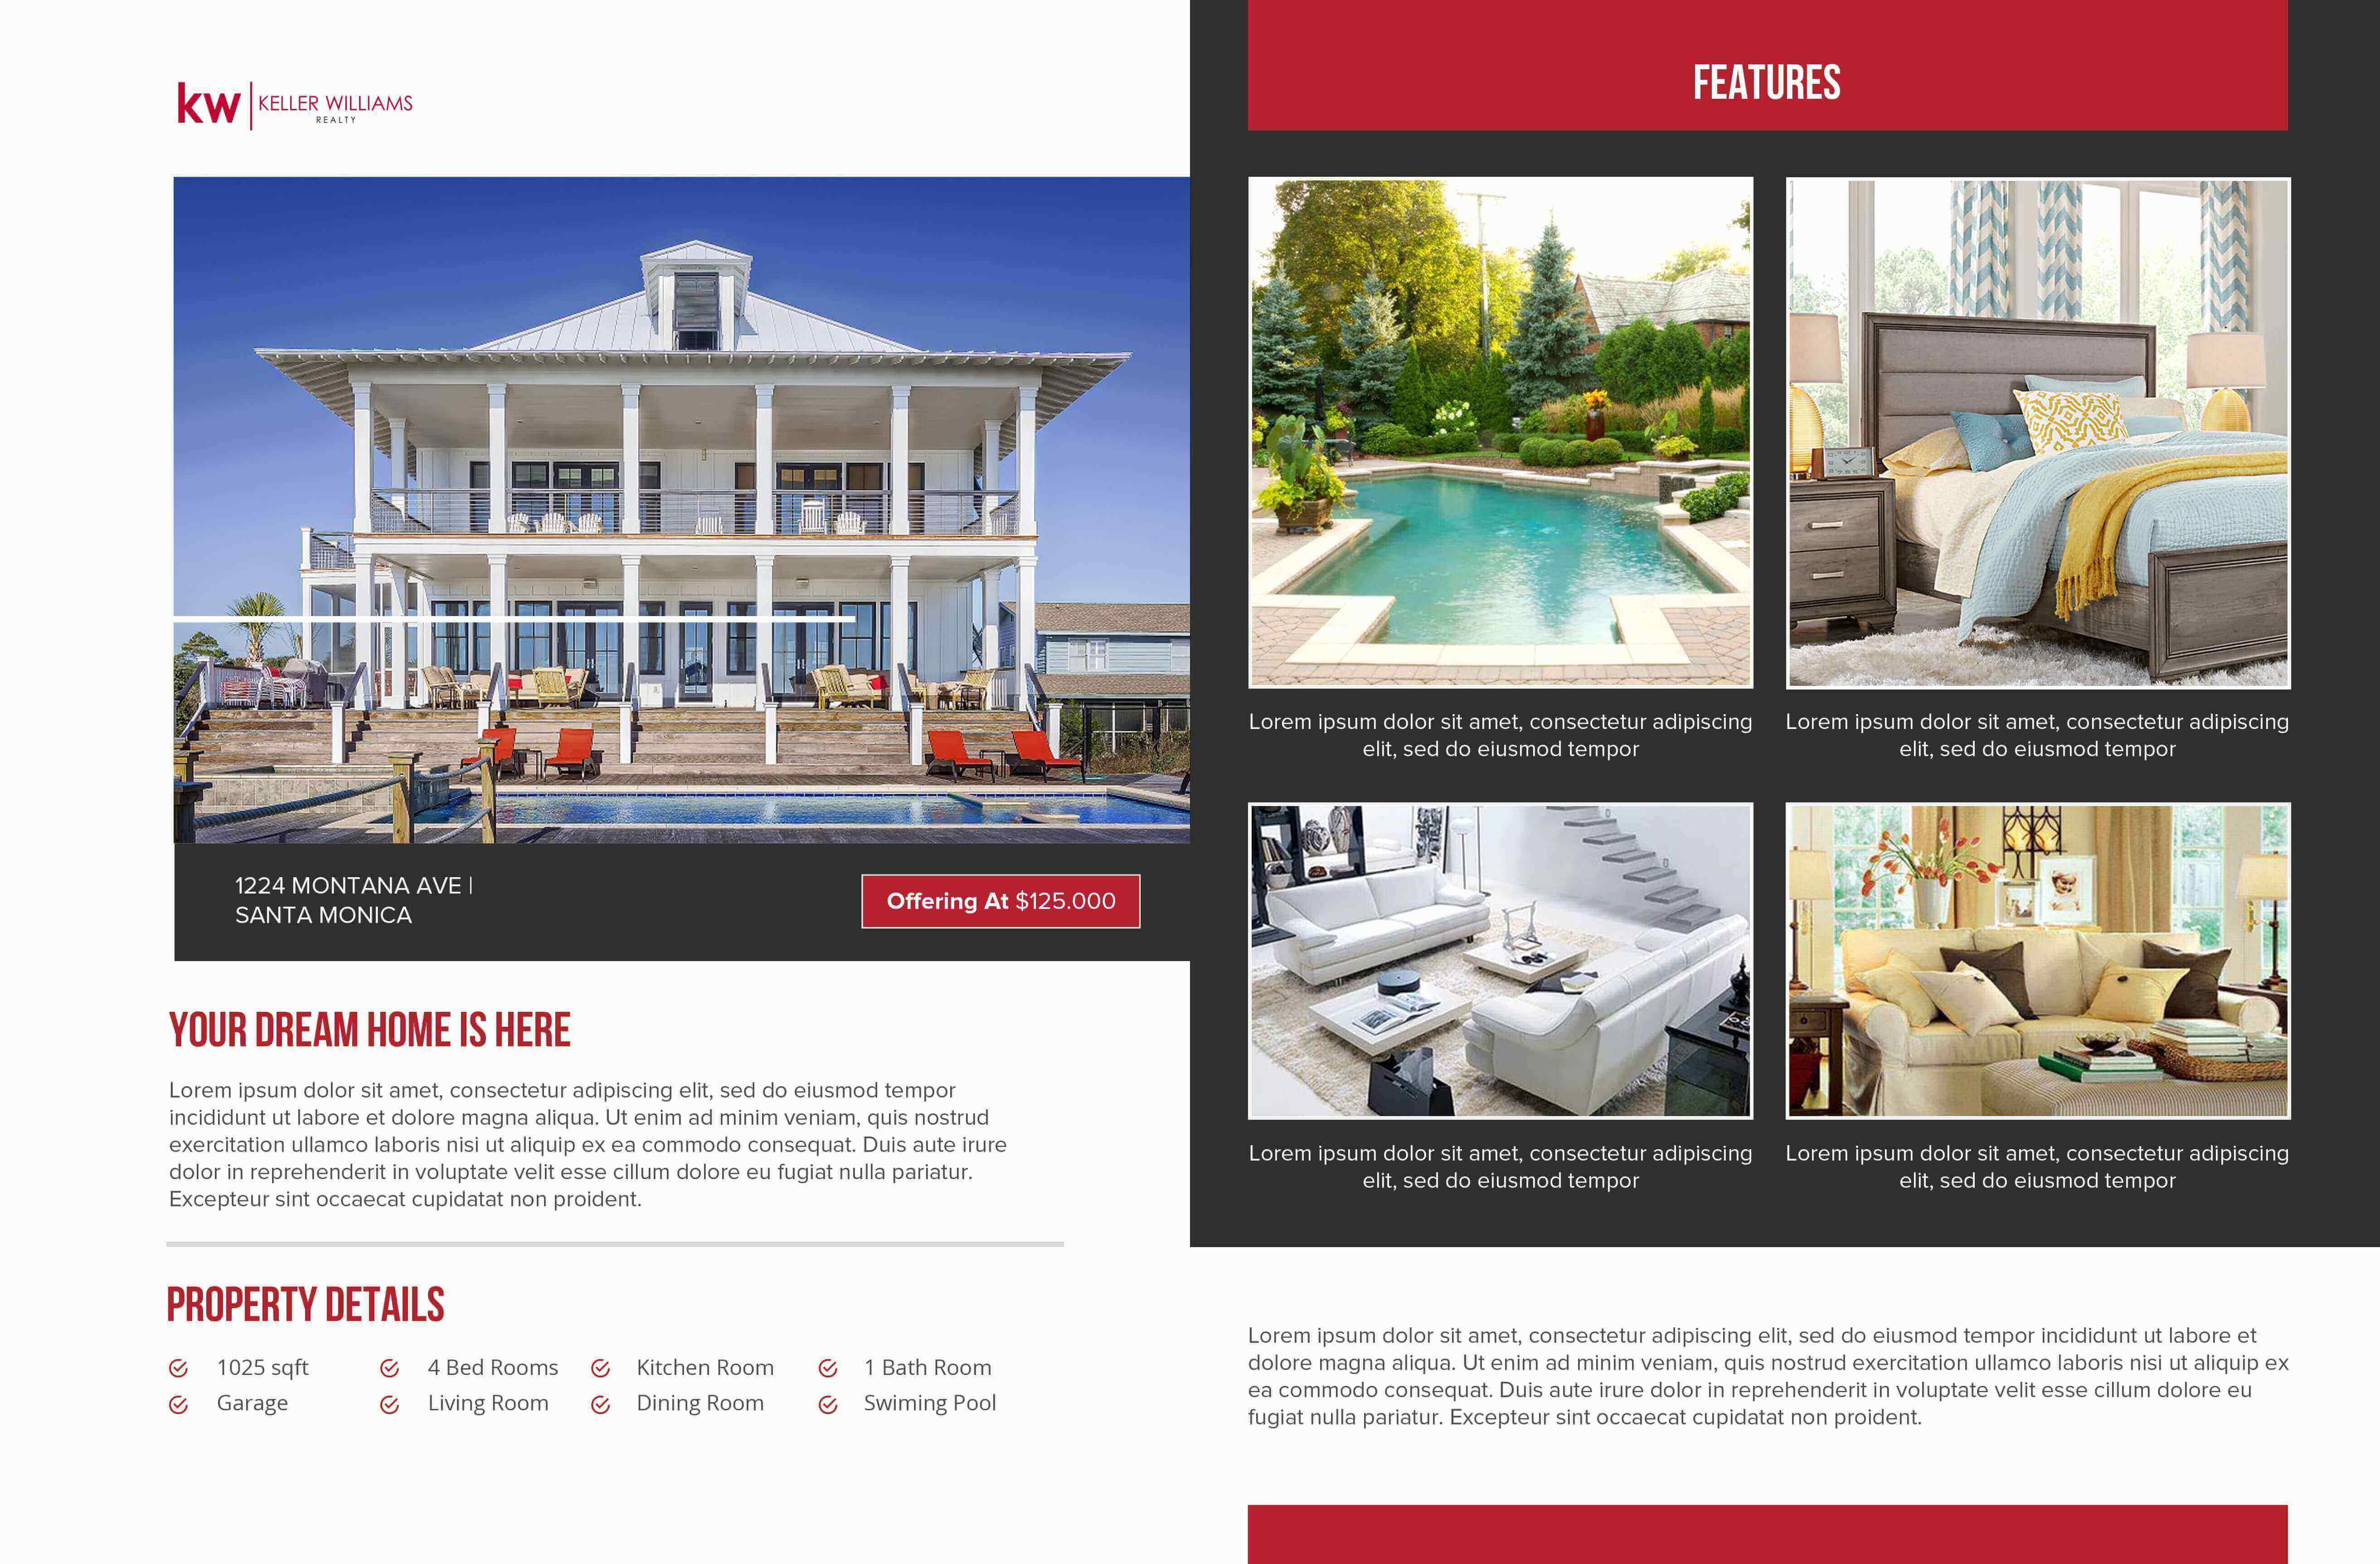 kw KELLER WILLIAMS
REALTY
1224 MONTANA AVE |
SANTA MONICA
Offering At $125.000
YOUR DREAM HOME IS HERE
Lorem ipsum dolor sit amet, consectetur adipiscing elit, sed do eiusmod tempor
incididunt ut labore et dolore magna aliqua. Ut enim ad minim veniam, quis nostrud
exercitation ullamco laboris nisi ut aliquip ex ea commodo consequat. Duis aute irure
dolor in reprehenderit in voluptate velit esse cillum dolore eu fugiat nulla pariatur.
Excepteur sint occaecat cupidatat non proident.
PROPERTY DETAILS
1025 sqft 4 Bed Rooms Kitchen Room 1 Bath Room
Garage Living Room Dining Room Swiming Pool
FEATURES
Lorem ipsum dolor sit amet, consectetur adipiscing
elit, sed do eiusmod tempor
Lorem ipsum dolor sit amet, consectetur adipiscing
elit, sed do eiusmod tempor
Lorem ipsum dolor sit amet, consectetur adipiscing
elit, sed do eiusmod tempor
Lorem ipsum dolor sit amet, consectetur adipiscing
elit, sed do eiusmod tempor
Lorem ipsum dolor sit amet, consectetur adipiscing elit, sed do eiusmod tempor incididunt ut labore et
dolore magna aliqua. Ut enim ad minim veniam, quis nostrud exercitation ullamco laboris nisi ut aliquip ex
ea commodo consequat. Duis aute irure dolor in reprehenderit in voluptate velit esse cillum dolore eu
fugiat nulla pariatur. Excepteur sint occaecat cupidatat non proident.